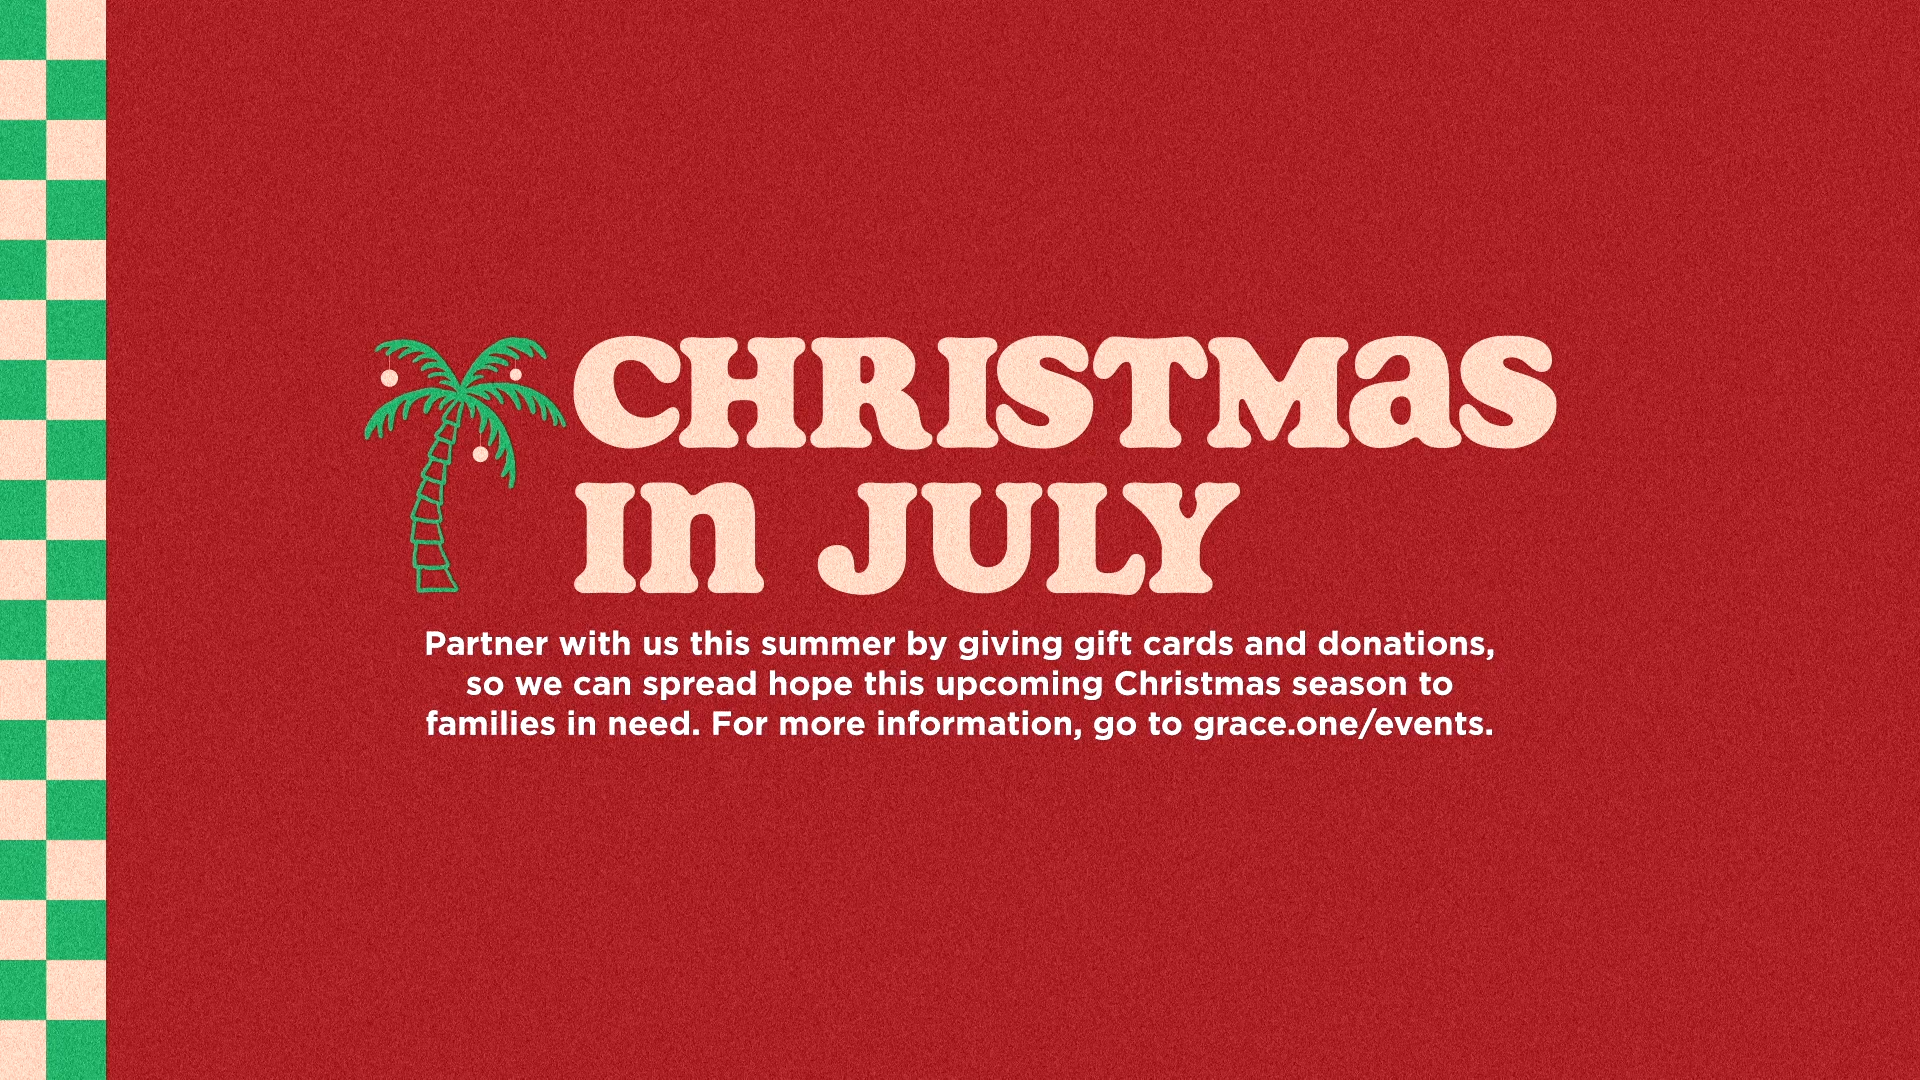 CHRISTMaS
In JULY
Partner with us this summer by giving gift cards and donations,
so we can spread hope this upcoming Christmas season to
families in need. For more information, go to grace.one/events.